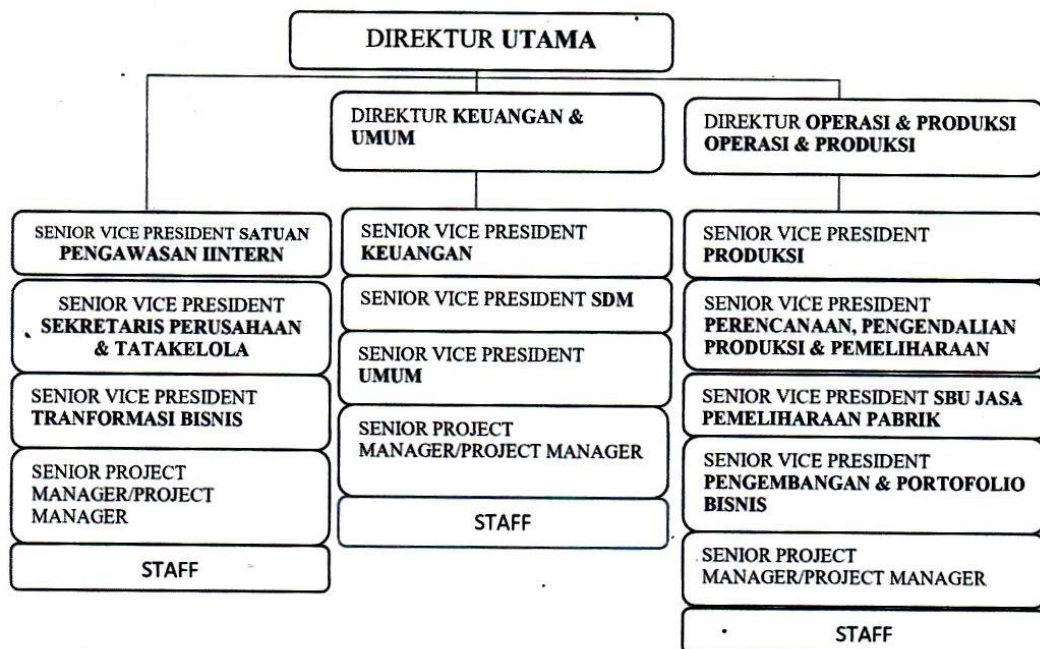 DIREKTUR UTAMA
DIREKTUR KEUANGAN &
UMUM
DIREKTUR OPERASI & PRODUKSI
OPERASI & PRODUKSI
SENIOR VICE PRESIDENT SATUAN
PENGAWASAN IINTERN
SENIOR VICE PRESIDENT
SEKRETARIS PERUSAHAAN
& TATAKELOLA
SENIOR VICE PRESIDENT
TRANFORMASI BISNIS
SENIOR PROJECT
MANAGER/PROJECT
MANAGER
STAFF
SENIOR VICE PRESIDENT
KEUANGAN
SENIOR VICE PRESIDENT SDM
SENIOR VICE PRESIDENT
UMUM
SENIOR PROJECT
MANAGER/PROJECT MANAGER
STAFF
SENIOR VICE PRESIDENT
PRODUKSI
SENIOR VICE PRESIDENT
PERENCANAAN, PENGENDALIAN
PRODUKSI & PEMELIHARAAN
SENIOR VICE PRESIDENT SBU JASA
PEMELIHARAAN PABRIK
SENIOR VICE PRESIDENT
PENGEMBANGAN & PORTOFOLIO
BISNIS
SENIOR PROJECT
MANAGER/PROJECT MANAGER
STAFF